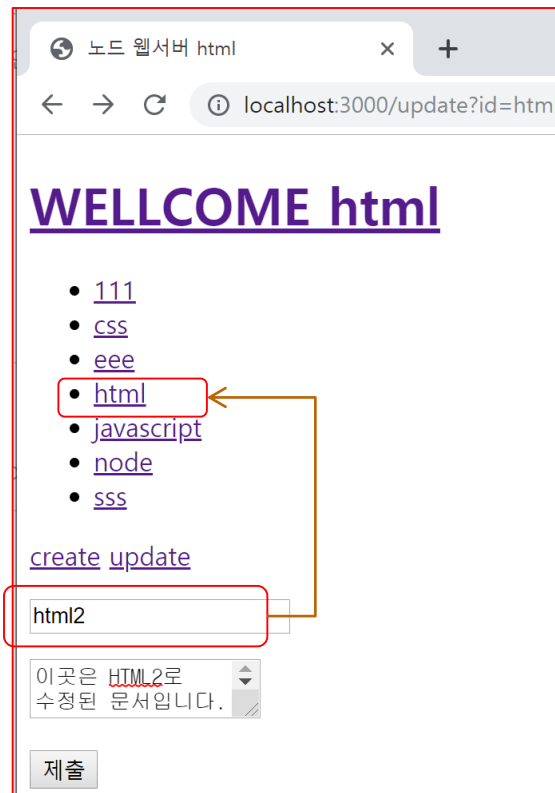 노드 웹서버 html
localhost:3000/update?id=htm
WELLCOME html
111
css
eee
html
javascript
node
sss
create update
html2
이곳은 HTML2로
수정된 문서입니다.
제출